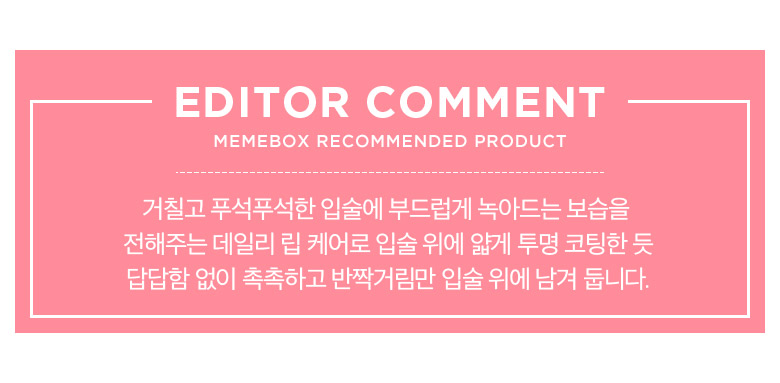 EDITOR COMMENT
MEMEBOX RECOMMENDED PRODUCT
거칠고 푸석푸석한 입술에 부드럽게 녹아드는 보습을
전해주는 데일리 립 케어로 입술 위에 얇게 투명 코팅한 듯
답답함 없이 촉촉하고 반짝거림만 입술 위에 남겨 둡니다.